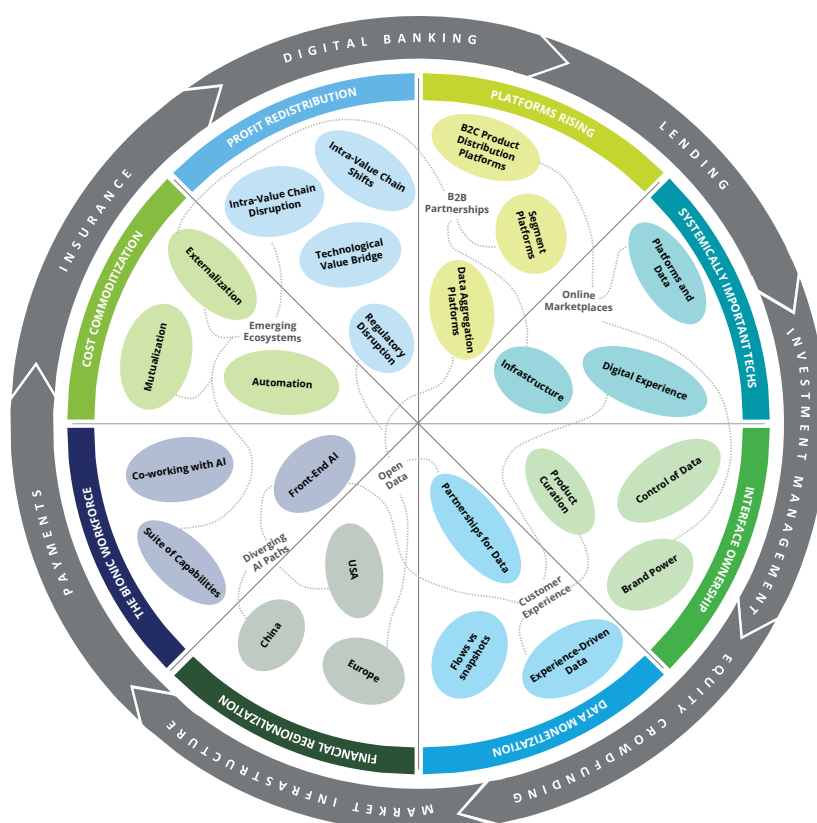 DIGITAL BANKING
LENDING
INVESTMENT MANAGEMENT
EQUITY CROWDFUNDING
MARKET INFRASTRUCTURE
PAYMENTS
INSURANCE
PROFIT REDISTRIBUTION
Intra-Value Chain
Shifts
Intra-Value Chain
Disruption
Technological
Value Bridge
Regulatory
Disruption
PLATFORMS RISING
B2C Product
Distribution
Platforms
B2B
Partnerships
Segment
Platforms
Data Aggregation
Platforms
SYSTEMICALLY IMPORTANT TECHS
Platforms and
Data
Online
Marketplaces
Infrastructure
Digital Experience
INTERFACE OWNERSHIP
Product
Curation
Control of Data
Brand Power
Customer
Experience
DATA MONETIZATION
Partnerships for Data
Flows vs
snapshots
Experience-Driven
Data
Open
Data
FINANCIAL REGIONALIZATION
USA
China
Europe
Diverging
AI Paths
THE BIONIC WORKFORCE
Co-working with AI
Front-End AI
Suite of Capabilities
COST COMMODITIZATION
Externalization
Mutualization
Automation
Emerging
Ecosystems